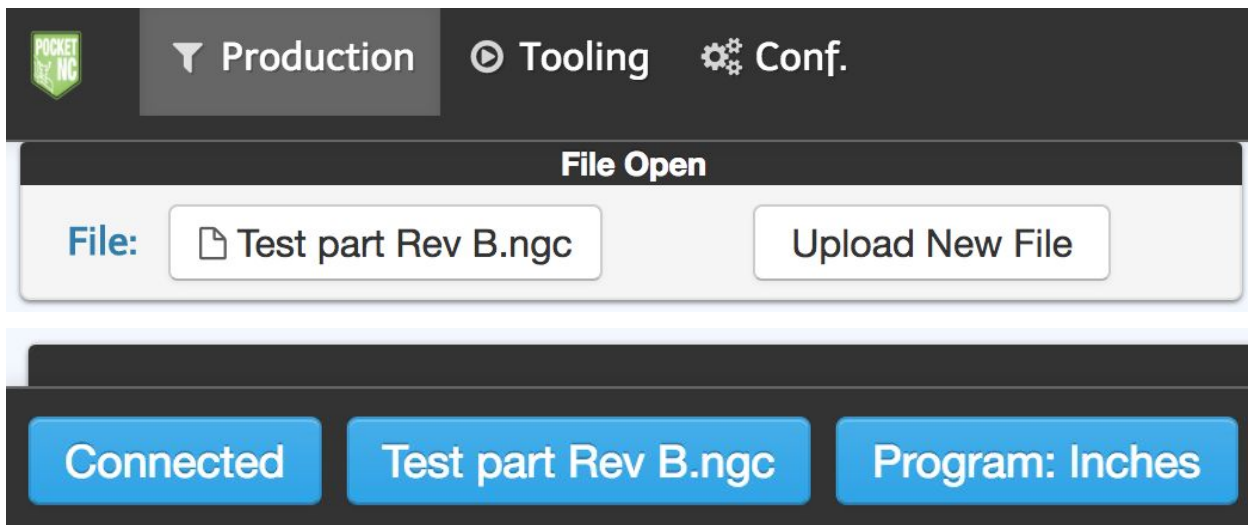 POCKET NC Production Tooling Conf.
File Open
File: Test part Rev B.ngc Upload New File
Connected Test part Rev B.ngc Program: Inches